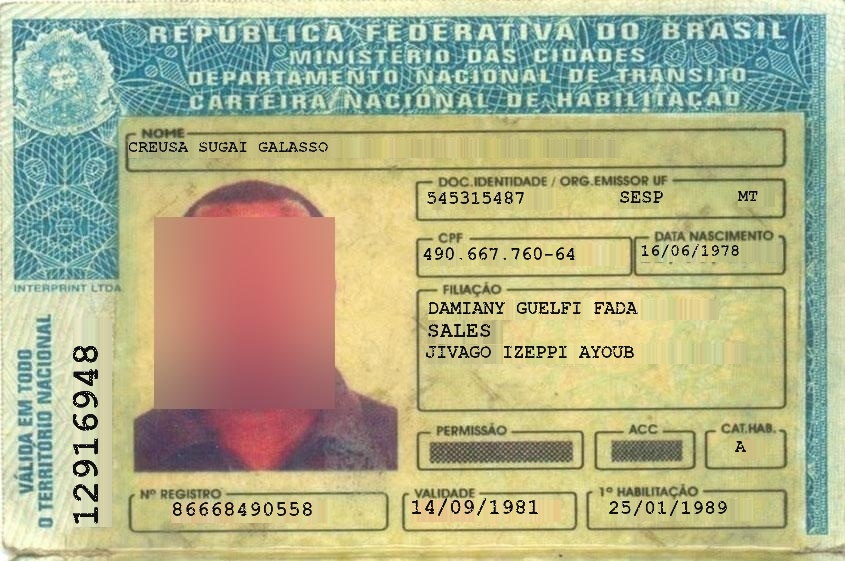 REPÚBLICA FEDERATIVA DO BRASIL
MINISTÉRIO DAS CIDADES
DEPARTAMENTO NACIONAL DE TRÂNSITO
CARTEIRA NACIONAL DE HABILITAÇÃO
NOME
CREUSA SUGAI GALASSO
DOC.IDENTIDADE / ORG.EMISSOR UF
545315487 SESP MT
CPF
490.667.760-64
DATA NASCIMENTO
16/06/1978
FILIAÇÃO
DAMIANY GUELFI FADA
SALES
JIVAGO IZEPPI AYOUB
PERMISSÃO
ACC
CAT.HAB.
A
Nº REGISTRO
86668490558
VALIDADE
14/09/1981
1ª HABILITAÇÃO
25/01/1989
INTERPRINT LTDA
VÁLIDA EM TODO
O TERRITÓRIO NACIONAL
12916948